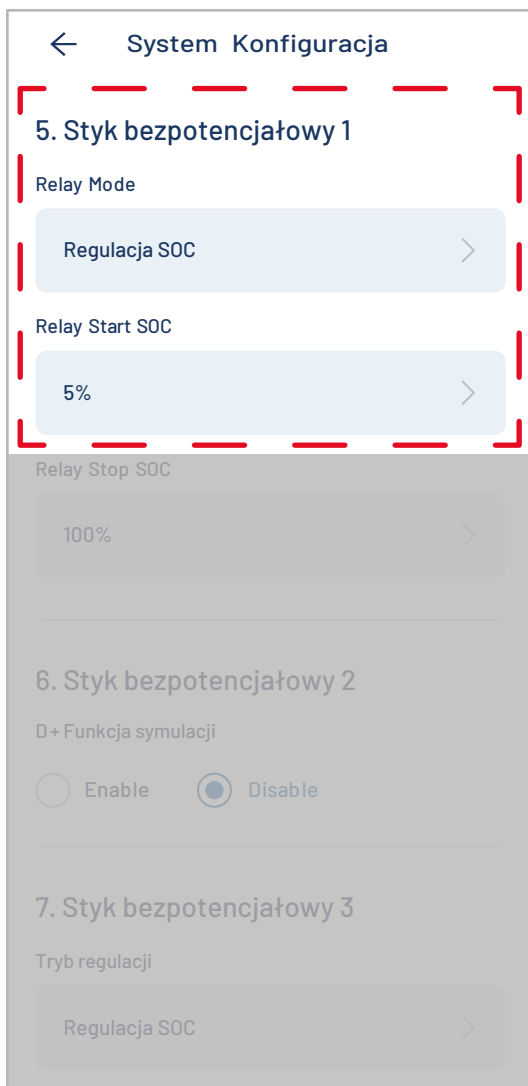 System Konfiguracja
5. Styk bezpotencjałowy 1
Relay Mode
Regulacja SOC
Relay Start SOC
5%
Relay Stop SOC
100%
6. Styk bezpotencjałowy 2
D+ Funkcja symulacji
Enable Disable
7. Styk bezpotencjałowy 3
Tryb regulacji
Regulacja SOC